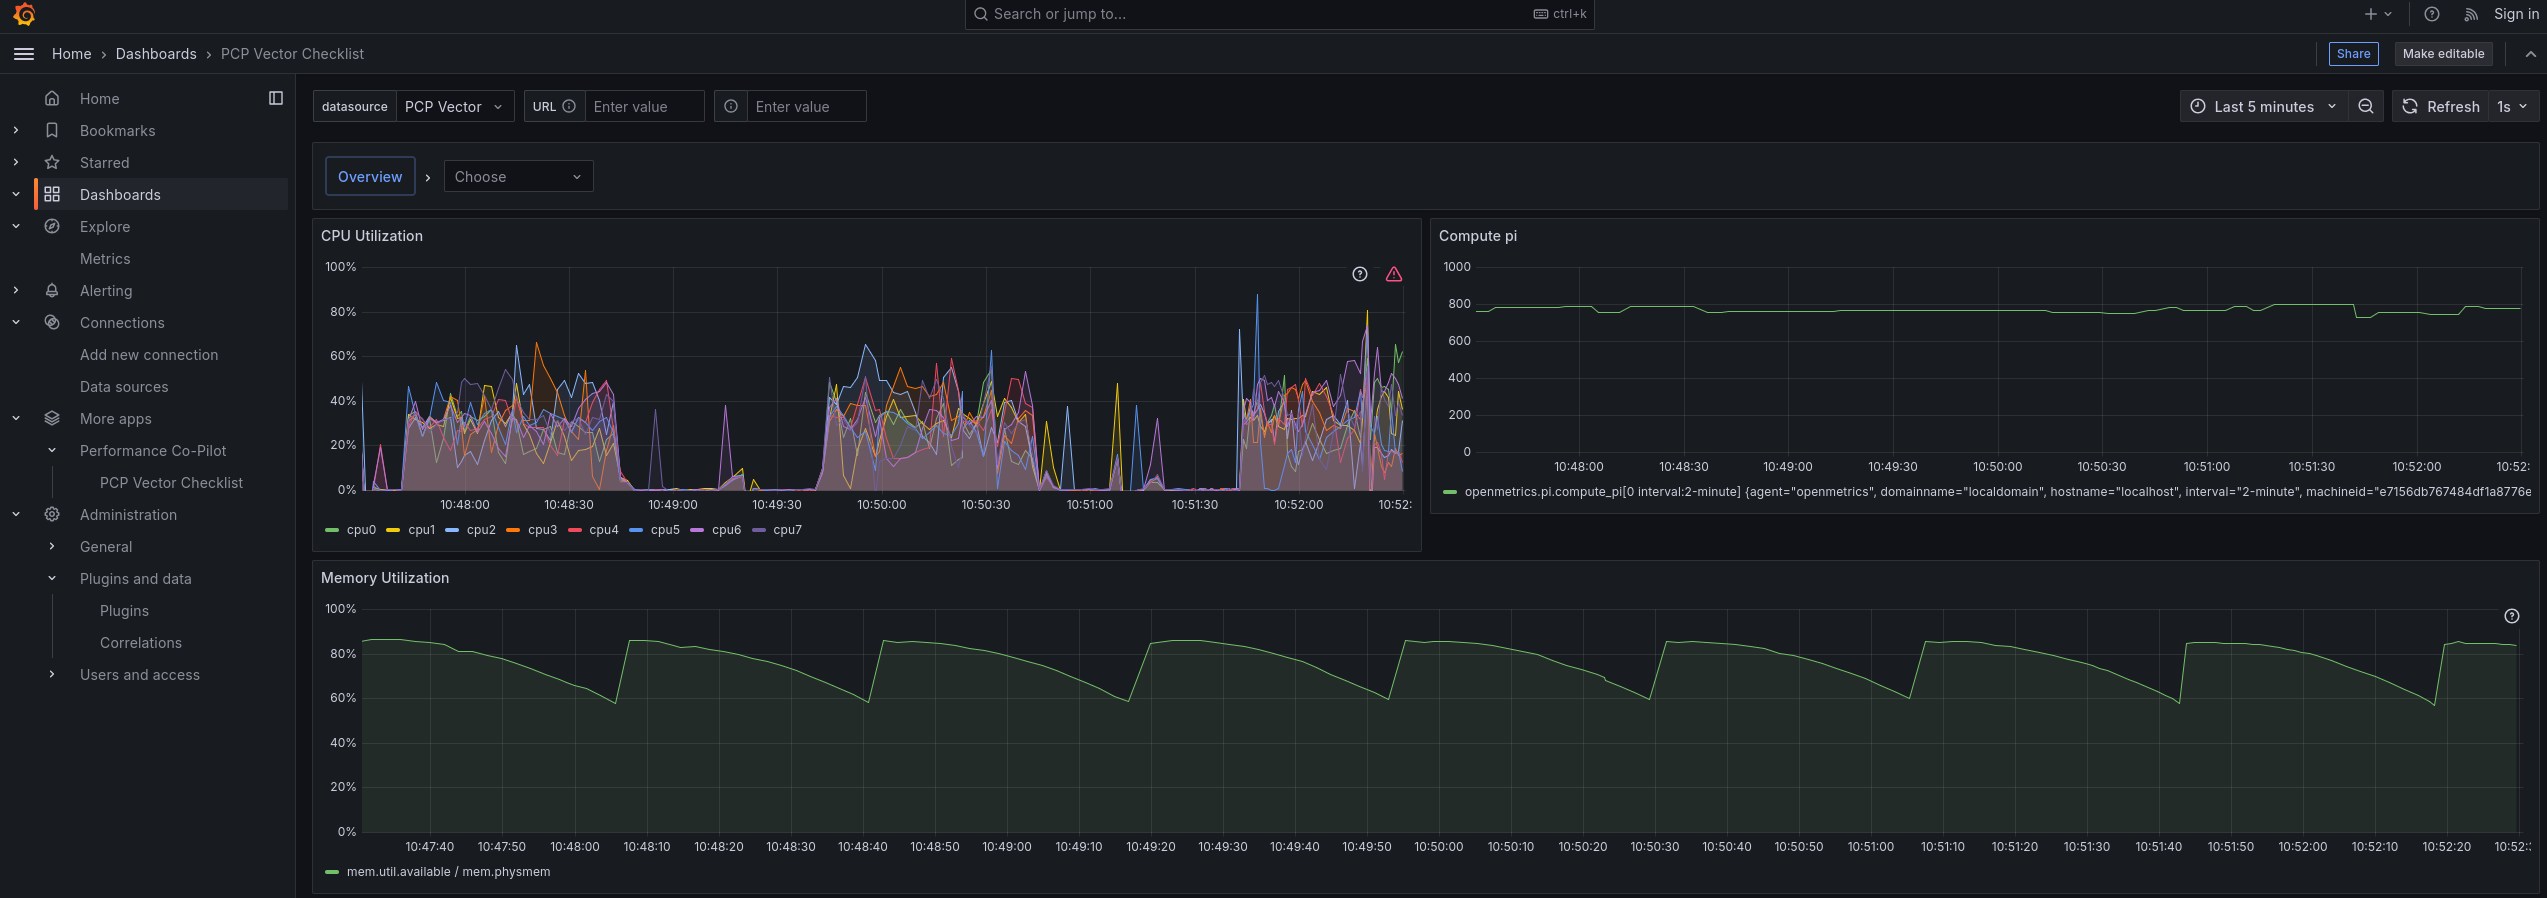 Search or jump to...
ctrl+k
Sign in
Home › Dashboards › PCP Vector Checklist
Share
Make editable
Home
Bookmarks
Starred
Dashboards
Explore
Metrics
Alerting
Connections
Add new connection
Data sources
More apps
Performance Co-Pilot
PCP Vector Checklist
Administration
General
Plugins and data
Plugins
Correlations
Users and access
datasource PCP Vector URL Enter value Enter value
Last 5 minutes Refresh 1s
Overview › Choose
CPU Utilization
100%
80%
60%
40%
20%
0%
10:48:00 10:48:30 10:49:00 10:49:30 10:50:00 10:50:30 10:51:00 10:51:30 10:52:00 10:52:
cpu0 cpu1 cpu2 cpu3 cpu4 cpu5 cpu6 cpu7
Compute pi
1000
800
600
400
200
0
10:48:00 10:48:30 10:49:00 10:49:30 10:50:00 10:50:30 10:51:00 10:51:30 10:52:00 10:52:
openmetrics.pi.compute_pi[0 interval:2-minute] {agent="openmetrics", domainname="localdomain", hostname="localhost", interval="2-minute", machineid="e7156db767484df1a8776e
Memory Utilization
100%
80%
60%
40%
20%
0%
10:47:40 10:47:50 10:48:00 10:48:10 10:48:20 10:48:30 10:48:40 10:48:50 10:49:00 10:49:10 10:49:20 10:49:30 10:49:40 10:49:50 10:50:00 10:50:10 10:50:20 10:50:30 10:50:40 10:50:50 10:51:00 10:51:10 10:51:20 10:51:30 10:51:40 10:51:50 10:52:00 10:52:10 10:52:20 10:52:
mem.util.available / mem.physmem